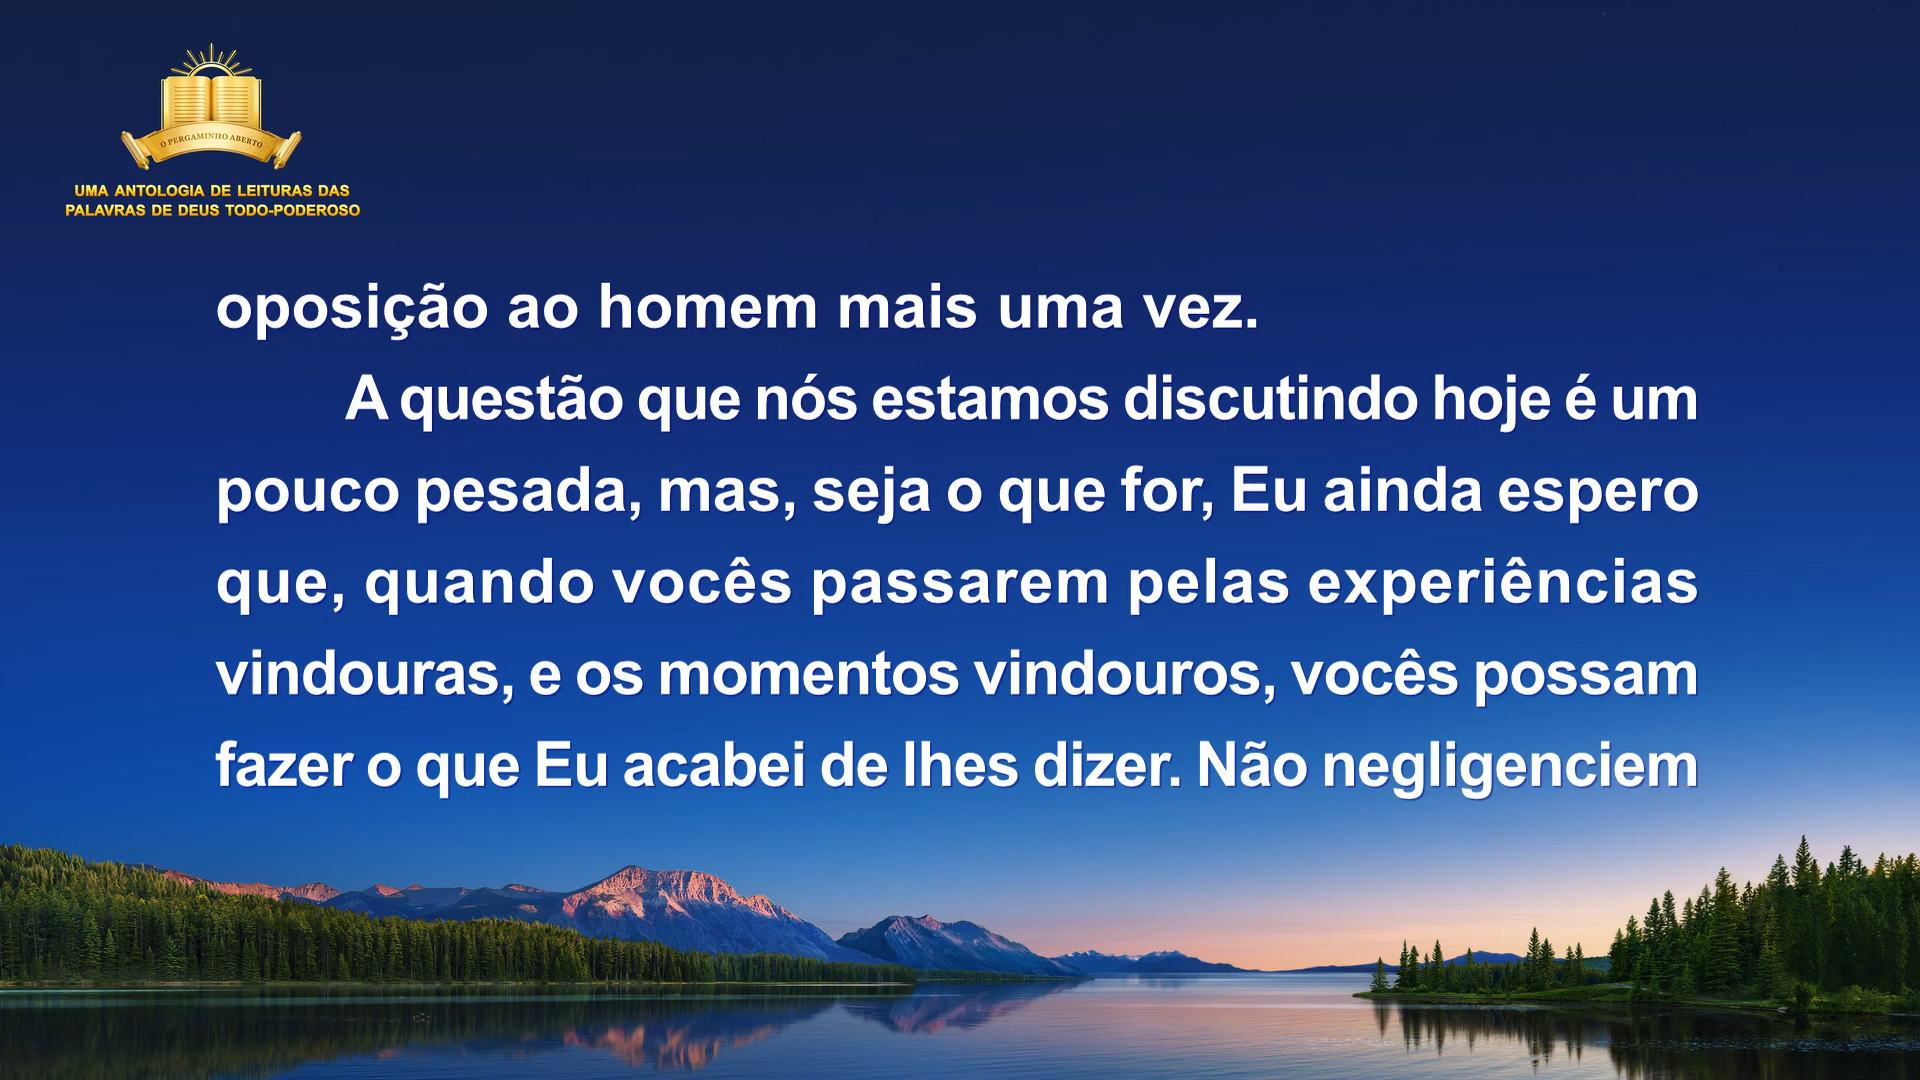 O PERGAMINHO ABERTO
UMA ANTOLOGIA DE LEITURAS DAS
PALAVRAS DE DEUS TODO-PODEROSO
oposição ao homem mais uma vez.
A questão que nós estamos discutindo hoje é um
pouco pesada, mas, seja o que for, Eu ainda espero
que, quando vocês passarem pelas experiências
vindouras, e os momentos vindouros, vocês possam
fazer o que Eu acabei de lhes dizer. Não negligenciem